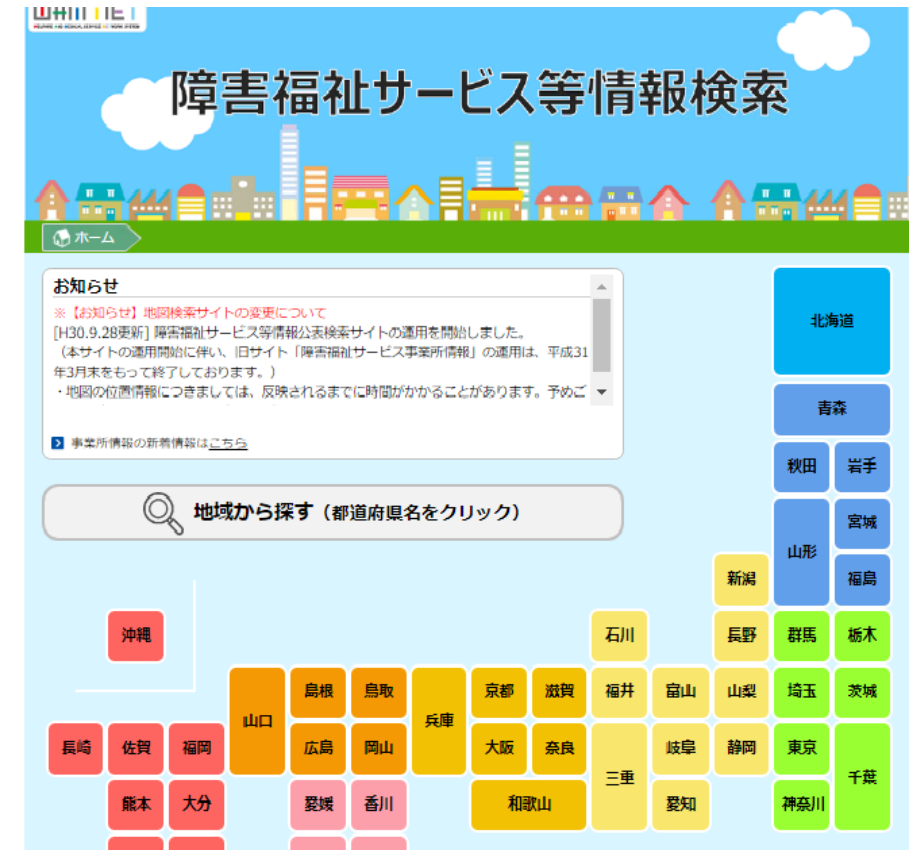 障害福祉サービス等情報検索
ホーム
お知らせ
※【お知らせ】地図検索サイトの変更について
[H30.9.28更新] 障害福祉サービス等情報公表検索サイトの運用を開始しました。
（本サイトの運用開始に伴い、旧サイト「障害福祉サービス事業所情報」の運用は、平成31
年3月末をもって終了しております。）
・地図の位置情報につきましては、反映されるまでに時間がかかることがあります。予めご
事業所情報の新着情報はこちら
地域から探す（都道府県名をクリック）
北海道
青森
秋田 岩手
宮城
山形
新潟 福島
沖縄 石川 長野 群馬 栃木
島根 鳥取 京都 滋賀 福井 富山 山梨 埼玉 茨城
山口 兵庫
長崎 佐賀 福岡 広島 岡山 大阪 奈良 岐阜 静岡 東京
三重 千葉
熊本 大分 愛媛 香川 和歌山 愛知 神奈川